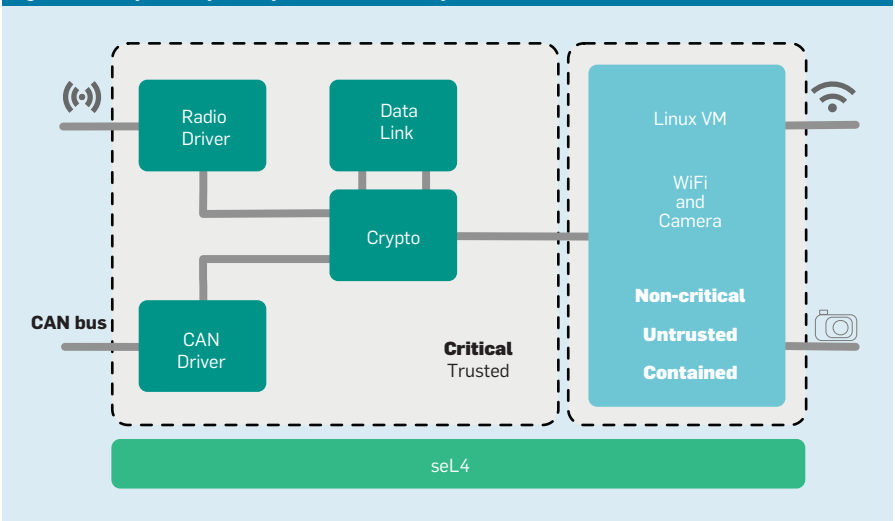 Radio
Driver
Data
Link
Crypto
CAN bus
CAN
Driver
Critical
Trusted
Linux VM
WiFi
and
Camera
Non-critical
Untrusted
Contained
seL4